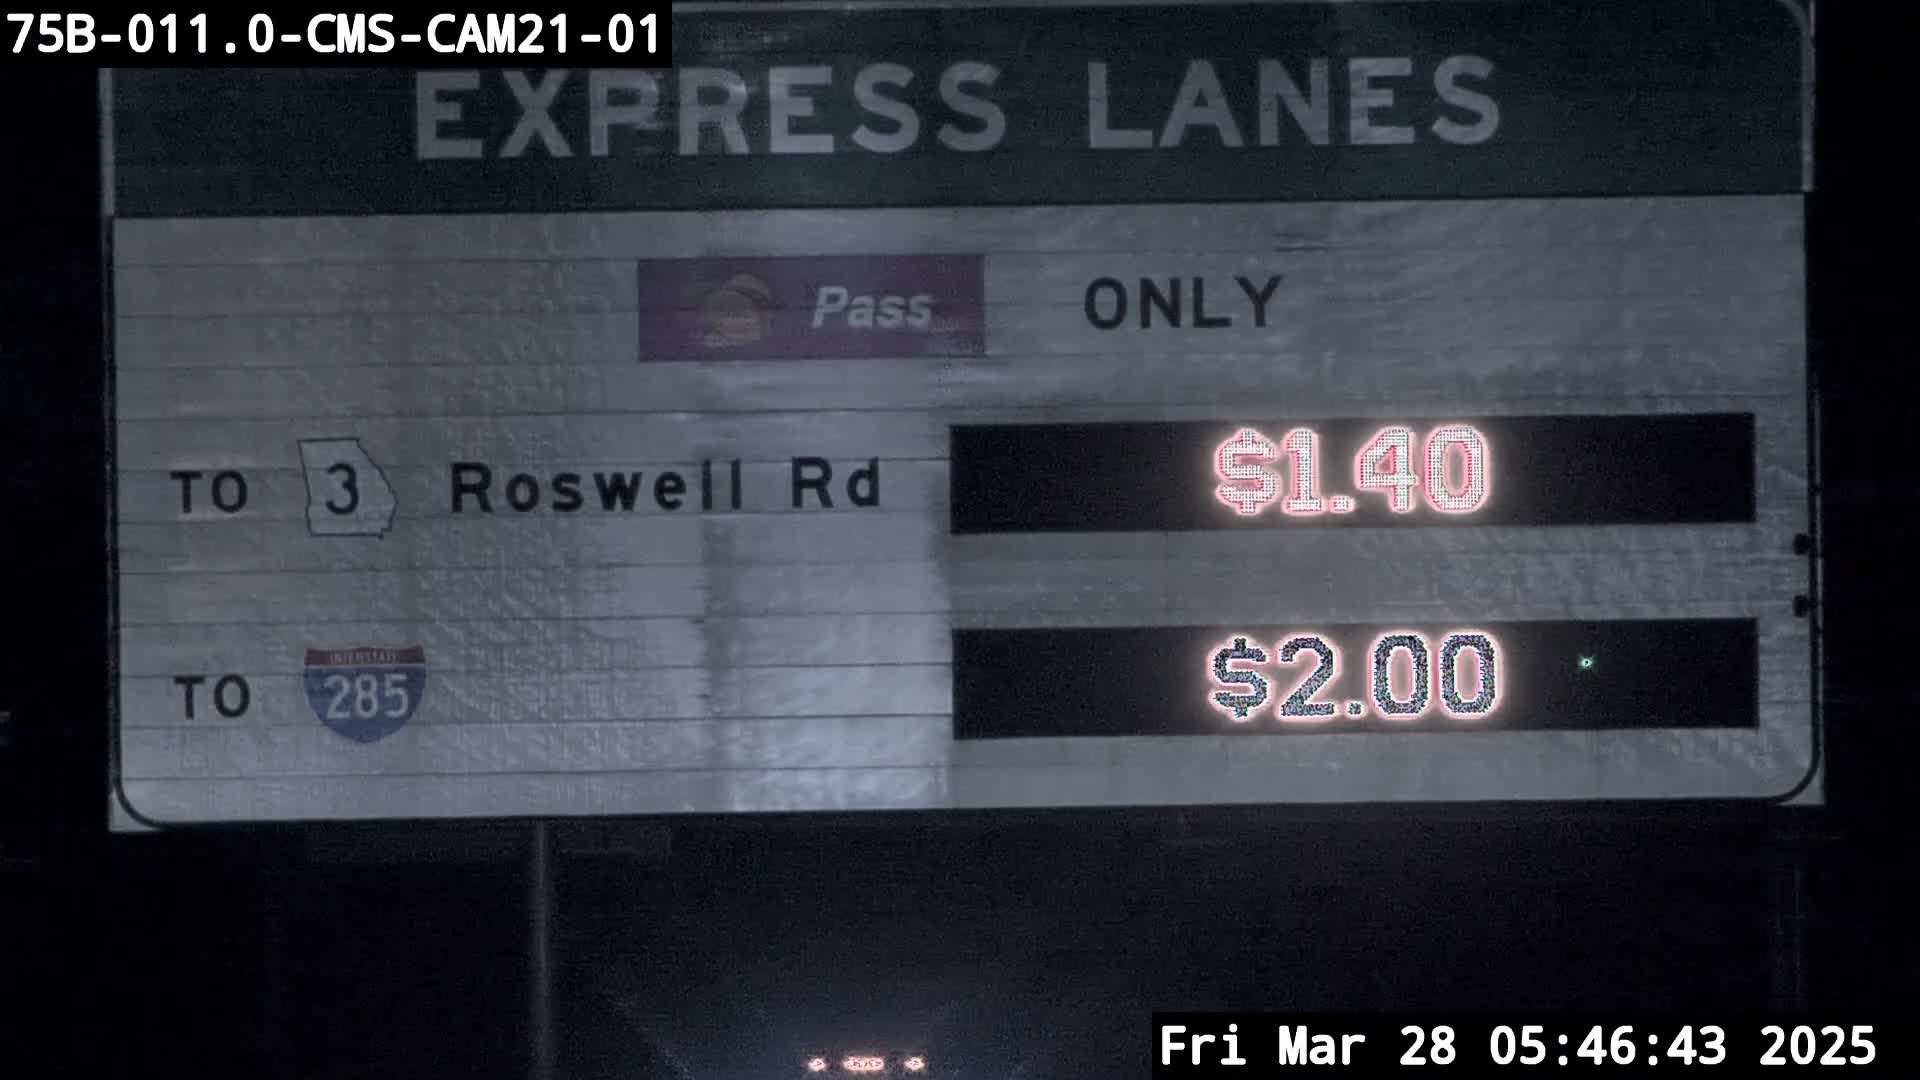 75B-011.0-CMS-CAM21-01
EXPRESS LANES
Pass ONLY
TO 3 Roswell Rd $1.40
TO INTERSTATE 285 $2.00
Fri Mar 28 05:46:43 2025